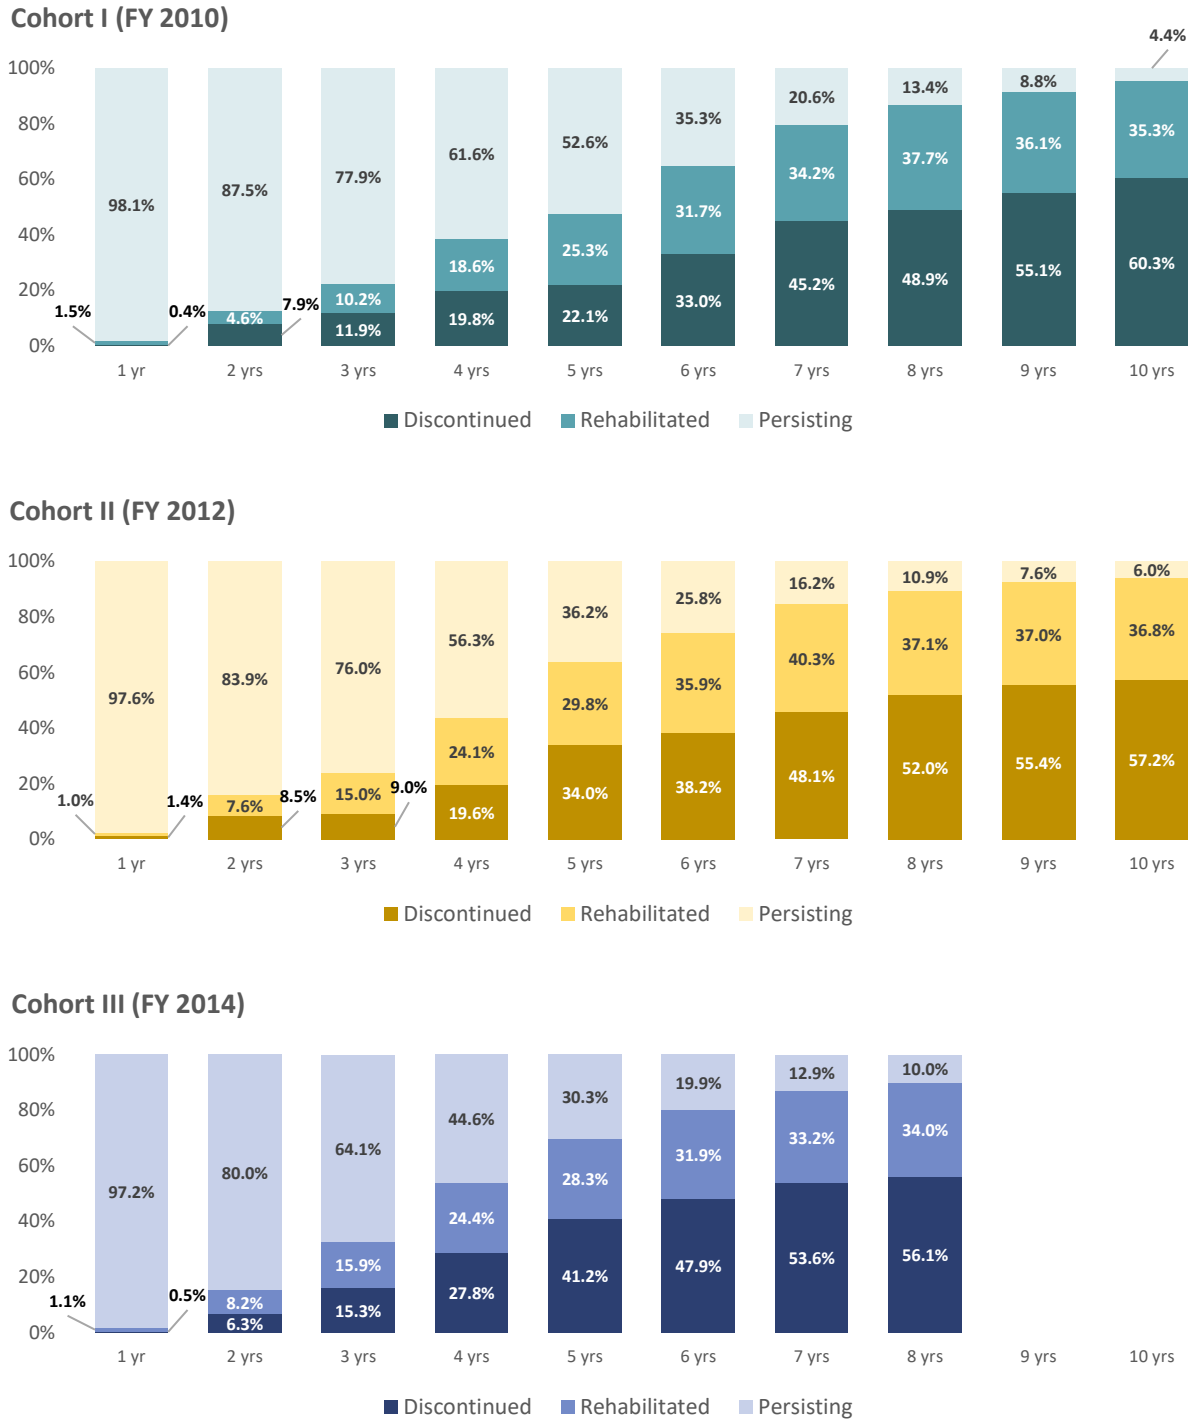 Cohort I (FY 2010)
4.4%
100% 98.1% 87.5% 77.9% 61.6% 52.6% 35.3% 20.6% 13.4% 8.8%
80% 4.6% 10.2% 18.6% 25.3% 31.7% 34.2% 37.7% 36.1% 35.3%
60% 11.9% 19.8% 22.1% 33.0% 45.2% 48.9% 55.1% 60.3%
40%
20% 1.5% 0.4% 7.9%
0%
1 yr 2 yrs 3 yrs 4 yrs 5 yrs 6 yrs 7 yrs 8 yrs 9 yrs 10 yrs
Discontinued Rehabilitated Persisting
Cohort II (FY 2012)
100% 97.6% 83.9% 76.0% 56.3% 36.2% 25.8% 16.2% 10.9% 7.6% 6.0%
80% 7.6% 15.0% 24.1% 29.8% 35.9% 40.3% 37.1% 37.0% 36.8%
60% 19.6% 34.0% 38.2% 48.1% 52.0% 55.4% 57.2%
40%
20% 1.0% 1.4% 8.5% 9.0%
0%
1 yr 2 yrs 3 yrs 4 yrs 5 yrs 6 yrs 7 yrs 8 yrs 9 yrs 10 yrs
Discontinued Rehabilitated Persisting
Cohort III (FY 2014)
100% 97.2% 80.0% 64.1% 44.6% 30.3% 19.9% 12.9% 10.0%
80% 8.2% 15.9% 24.4% 28.3% 31.9% 33.2% 34.0%
60% 6.3% 15.3% 27.8% 41.2% 47.9% 53.6% 56.1%
40%
20% 1.1% 0.5%
0%
1 yr 2 yrs 3 yrs 4 yrs 5 yrs 6 yrs 7 yrs 8 yrs 9 yrs 10 yrs
Discontinued Rehabilitated Persisting